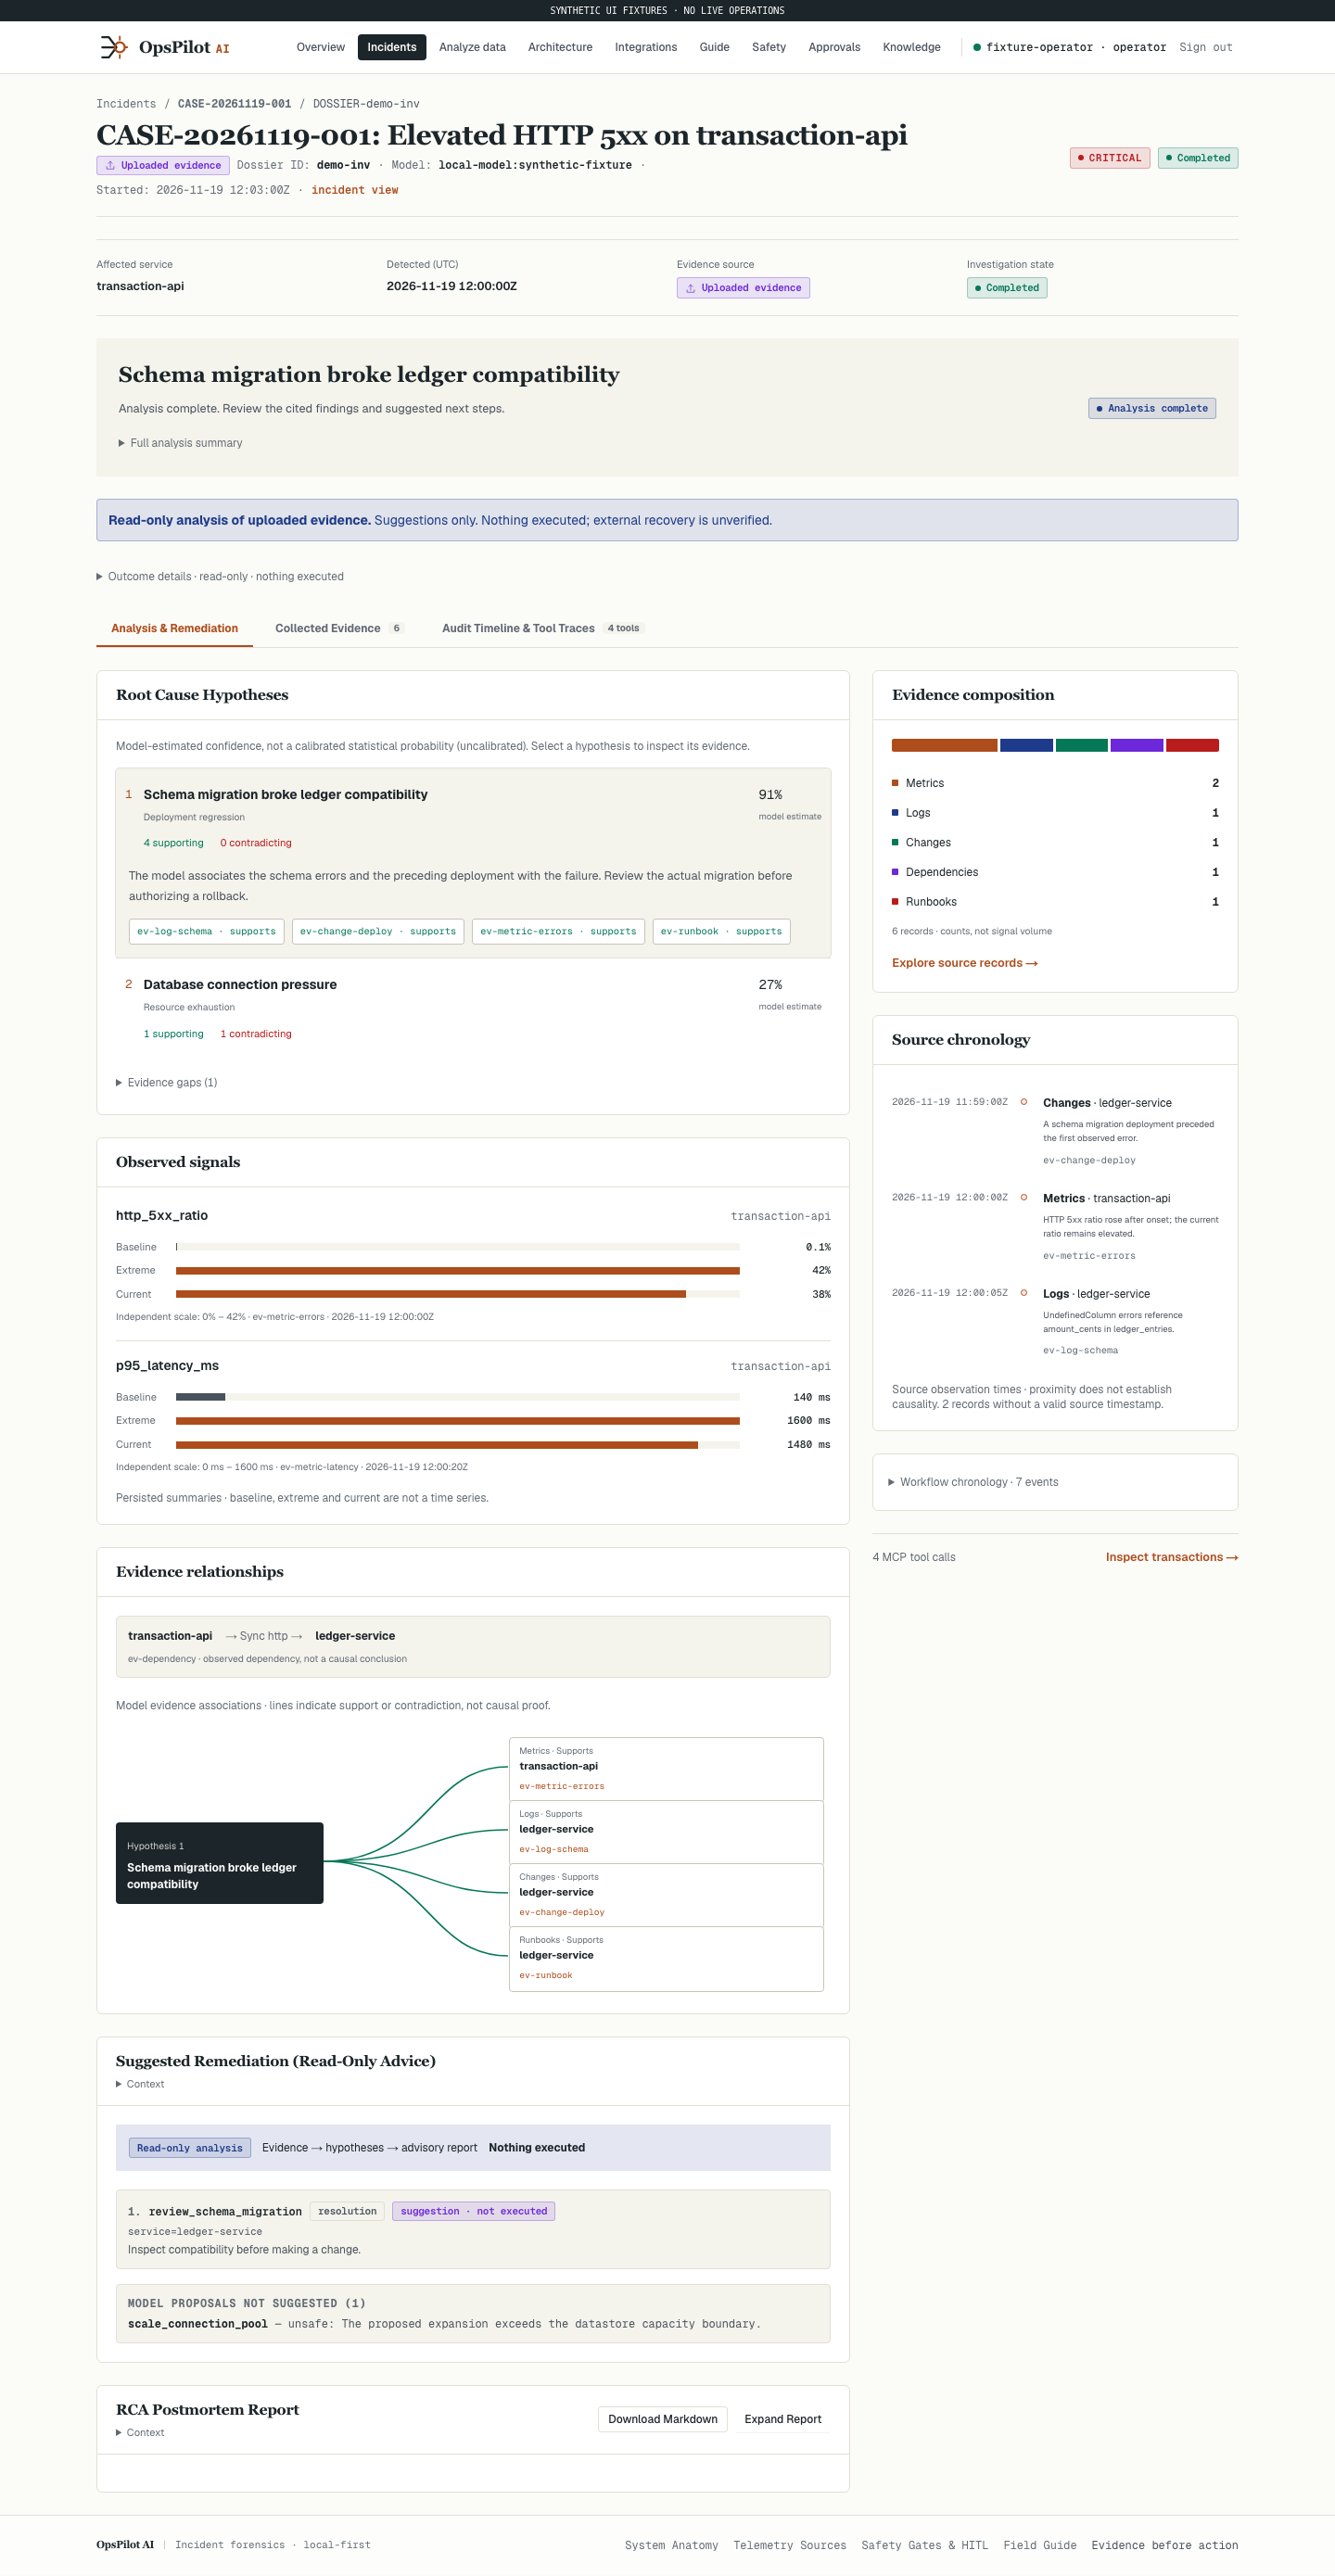 SYNTHETIC UI FIXTURES · NO LIVE OPERATIONS
OpsPilot AI
Overview Incidents Analyze data Architecture Integrations Guide Safety Approvals Knowledge
fixture-operator · operator Sign out
Incidents / CASE-20261119-001 / DOSSIER-demo-inv
CASE-20261119-001: Elevated HTTP 5xx on transaction-api
Uploaded evidence Dossier ID: demo-inv · Model: local-model:synthetic-fixture ·
Started: 2026-11-19 12:03:00Z · incident view
CRITICAL Completed
Affected service
transaction-api
Detected (UTC)
2026-11-19 12:00:00Z
Evidence source
Uploaded evidence
Investigation state
Completed
Schema migration broke ledger compatibility
Analysis complete. Review the cited findings and suggested next steps.
Analysis complete
Full analysis summary
Read-only analysis of uploaded evidence. Suggestions only. Nothing executed; external recovery is unverified.
Outcome details · read-only · nothing executed
Analysis & Remediation Collected Evidence 6 Audit Timeline & Tool Traces 4 tools
Root Cause Hypotheses
Model-estimated confidence, not a calibrated statistical probability (uncalibrated). Select a hypothesis to inspect its evidence.
1 Schema migration broke ledger compatibility 91%
Deployment regression model estimate
4 supporting 0 contradicting
The model associates the schema errors and the preceding deployment with the failure. Review the actual migration before
authorizing a rollback.
ev-log-schema · supports ev-change-deploy · supports ev-metric-errors · supports ev-runbook · supports
2 Database connection pressure 27%
Resource exhaustion model estimate
1 supporting 1 contradicting
Evidence gaps (1)
Observed signals
http_5xx_ratio transaction-api
Baseline 0.1%
Extreme 42%
Current 38%
Independent scale: 0% – 42% · ev-metric-errors · 2026-11-19 12:00:00Z
p95_latency_ms transaction-api
Baseline 140 ms
Extreme 1600 ms
Current 1480 ms
Independent scale: 0 ms – 1600 ms · ev-metric-latency · 2026-11-19 12:00:20Z
Persisted summaries · baseline, extreme and current are not a time series.
Evidence relationships
transaction-api → Sync http → ledger-service
ev-dependency · observed dependency, not a causal conclusion
Model evidence associations · lines indicate support or contradiction, not causal proof.
Hypothesis 1
Schema migration broke ledger
compatibility
Metrics · Supports
transaction-api
ev-metric-errors
Logs · Supports
ledger-service
ev-log-schema
Changes · Supports
ledger-service
ev-change-deploy
Runbooks · Supports
ledger-service
ev-runbook
Suggested Remediation (Read-Only Advice)
Context
Read-only analysis Evidence → hypotheses → advisory report Nothing executed
1. review_schema_migration resolution suggestion · not executed
service=ledger-service
Inspect compatibility before making a change.
MODEL PROPOSALS NOT SUGGESTED (1)
scale_connection_pool — unsafe: The proposed expansion exceeds the datastore capacity boundary.
RCA Postmortem Report
Context
Download Markdown Expand Report
Evidence composition
Metrics 2
Logs 1
Changes 1
Dependencies 1
Runbooks 1
6 records · counts, not signal volume
Explore source records →
Source chronology
2026-11-19 11:59:00Z Changes · ledger-service
A schema migration deployment preceded
the first observed error.
ev-change-deploy
2026-11-19 12:00:00Z Metrics · transaction-api
HTTP 5xx ratio rose after onset; the current
ratio remains elevated.
ev-metric-errors
2026-11-19 12:00:05Z Logs · ledger-service
UndefinedColumn errors reference
amount_cents in ledger_entries.
ev-log-schema
Source observation times · proximity does not establish
causality. 2 records without a valid source timestamp.
Workflow chronology · 7 events
4 MCP tool calls Inspect transactions →
OpsPilot AI Incident forensics · local-first
System Anatomy Telemetry Sources Safety Gates & HITL Field Guide Evidence before action